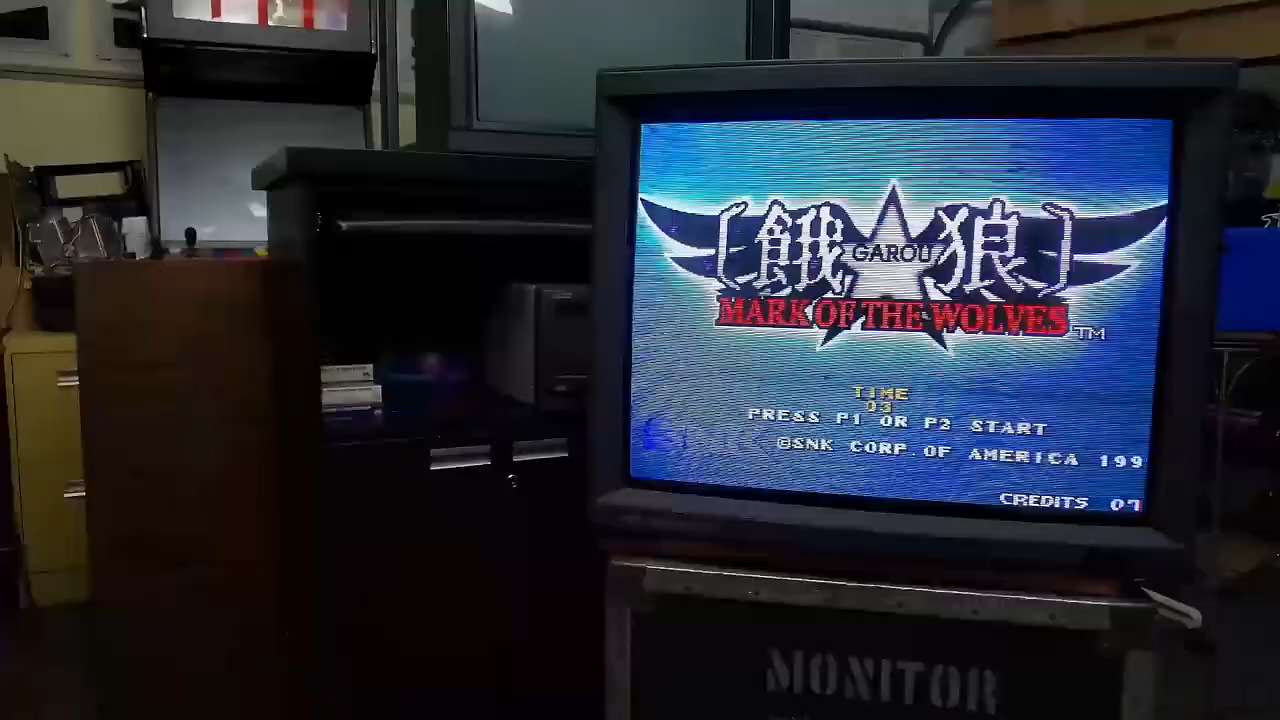 餓狼
GAROU
MARK OF THE WOLVES
TM
TIME
03
PRESS P1 OR P2 START
©SNK CORP.OF AMERICA 199
CREDITS 07
MONITOR